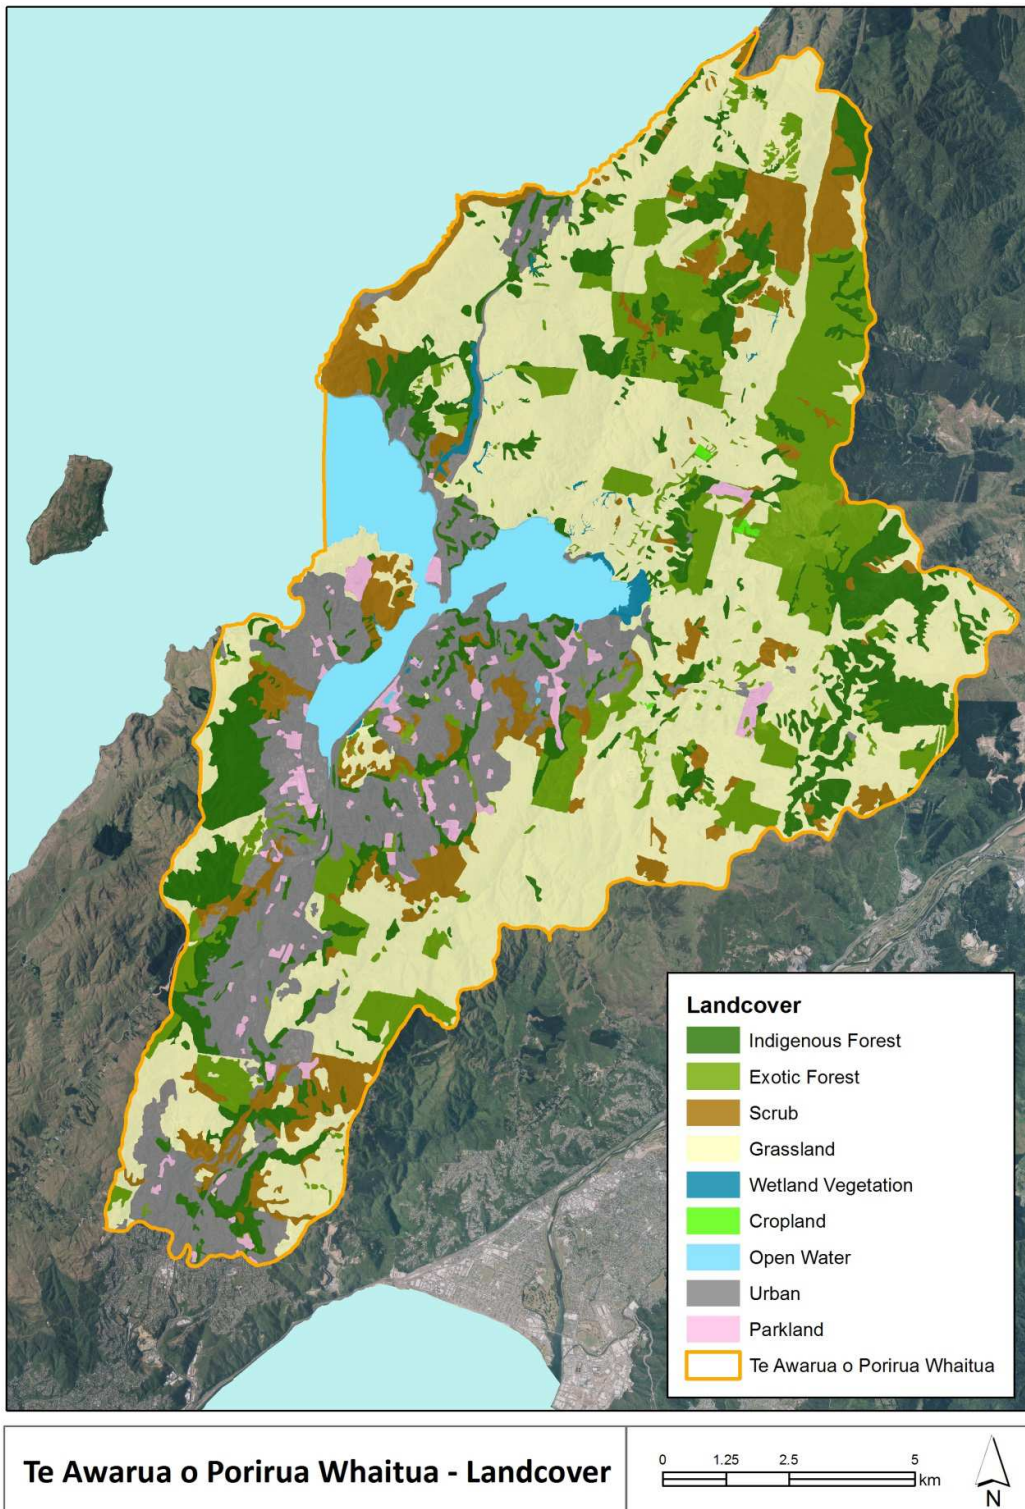 Landcover
Indigenous Forest
Exotic Forest
Scrub
Grassland
Wetland Vegetation
Cropland
Open Water
Urban
Parkland
Te Awarua o Porirua Whaitua
Te Awarua o Porirua Whaitua - Landcover
0 1.25 2.5 5
km
N